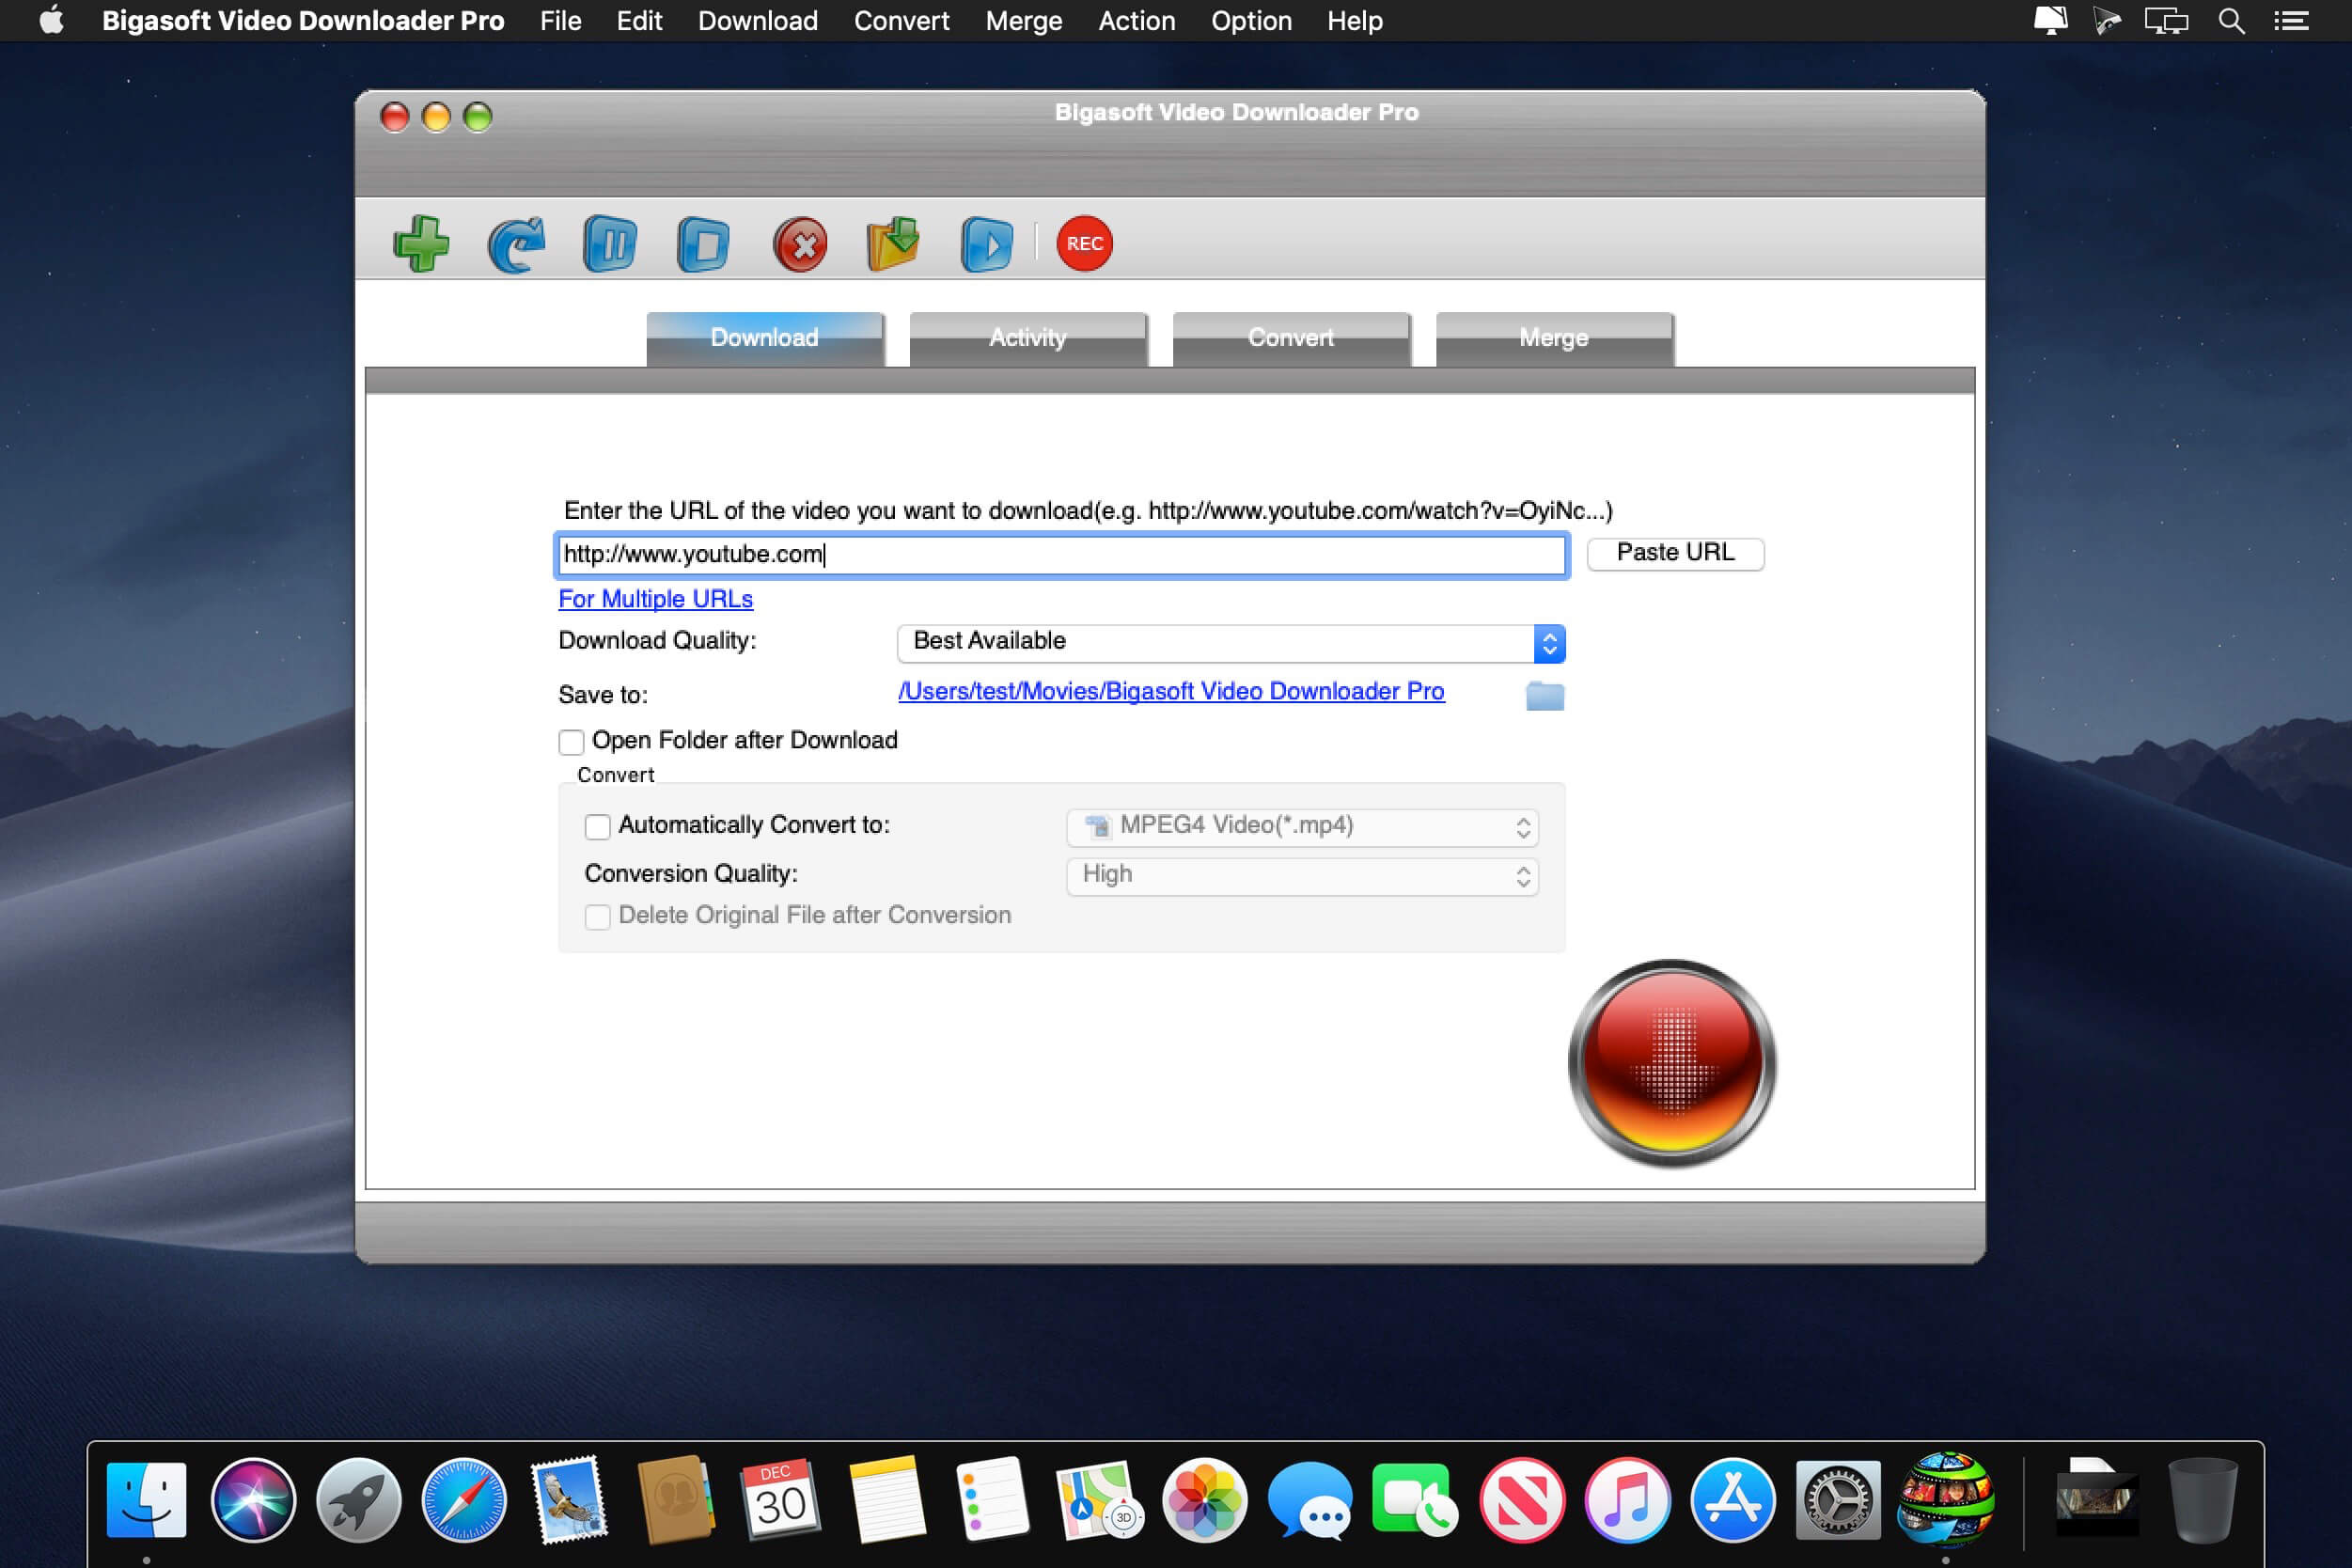 Bigasoft Video Downloader Pro File Edit Download Convert Merge Action Option Help
Bigasoft Video Downloader Pro
REC
Download Activity Convert Merge
Enter the URL of the video you want to download(e.g. http://www.youtube.com/watch?v=OyiNc...)
http://www.youtube.com Paste URL
For Multiple URLs
Download Quality: Best Available
Save to: /Users/test/Movies/Bigasoft Video Downloader Pro
Open Folder after Download
Convert
Automatically Convert to: MPEG4 Video(*.mp4)
Conversion Quality: High
Delete Original File after Conversion
DEC
30
3D